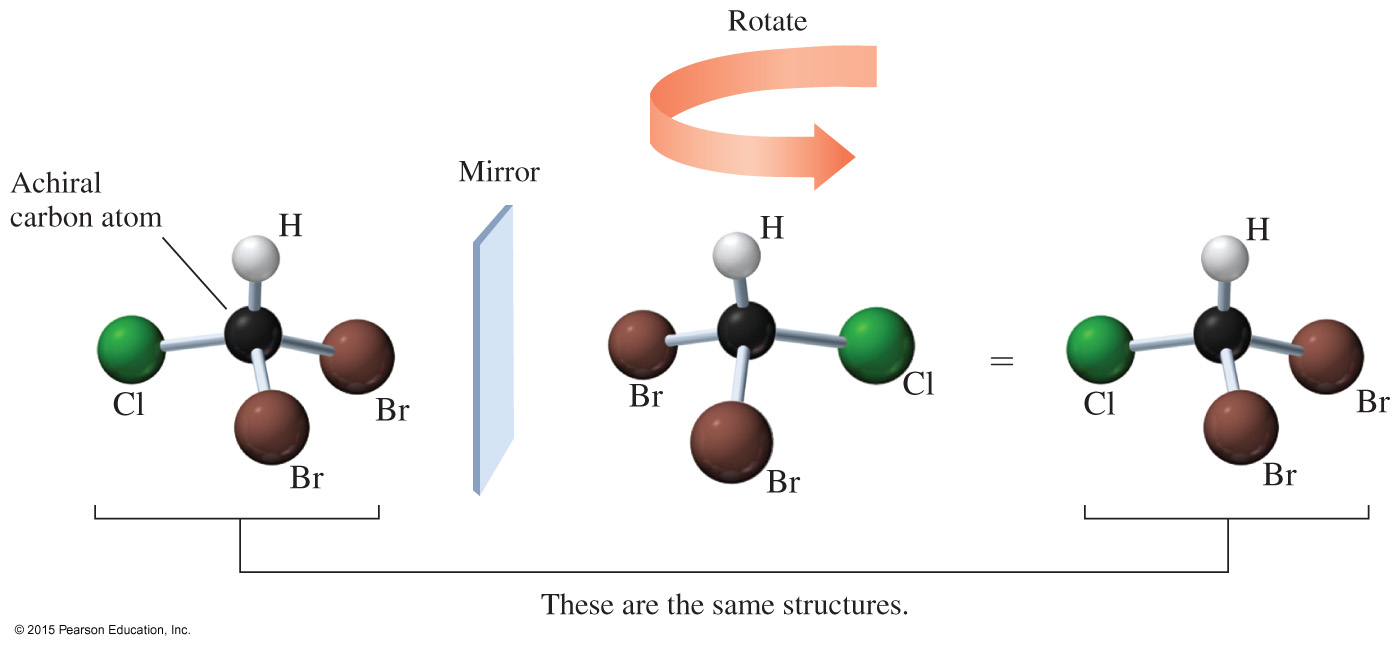 Rotate
Mirror
Achiral
carbon atom
H
Cl
Br
Br
H
Br
Cl
Br
=
H
Cl
Br
Br
These are the same structures.
© 2015 Pearson Education, Inc.